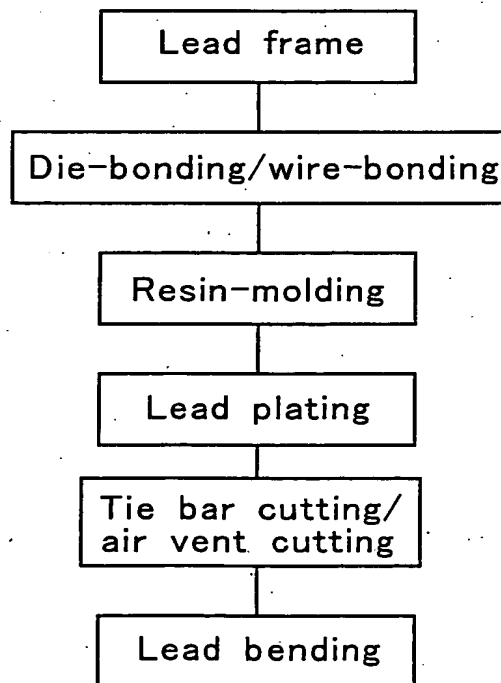 Lead frame
Die-bonding/wire-bonding
Resin-molding
Lead plating
Tie bar cutting/
air vent cutting
Lead bending